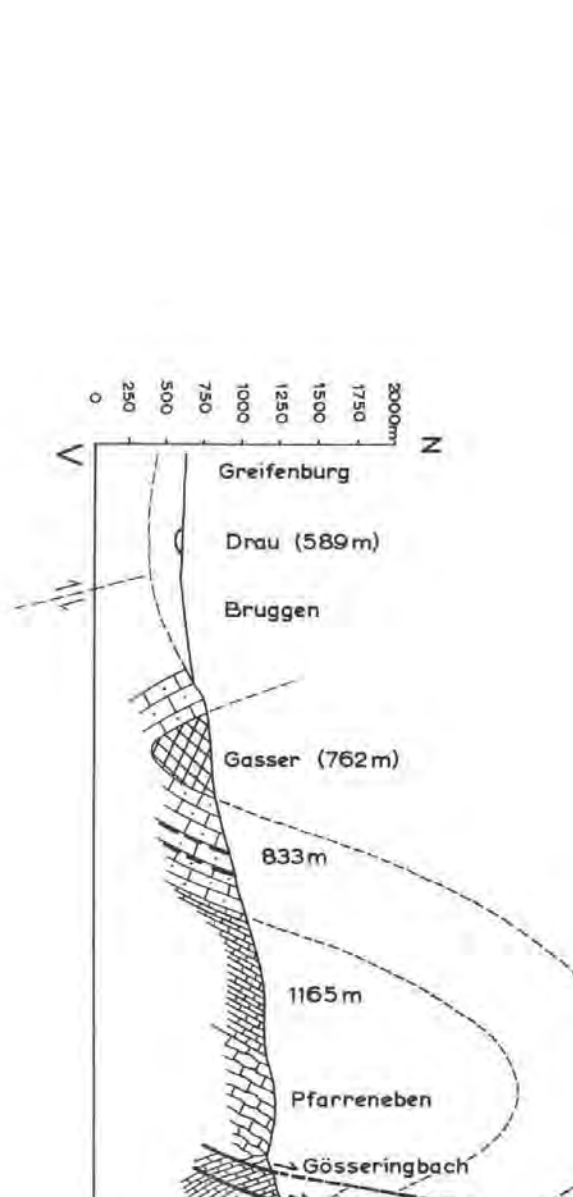 2000m
1750
1500
1250
1000
750
500
250
0
N
V
Greifenburg
Drau (589m)
Bruggen
Gasser (762m)
833m
1165m
Pfarreneben
Gösseringbach